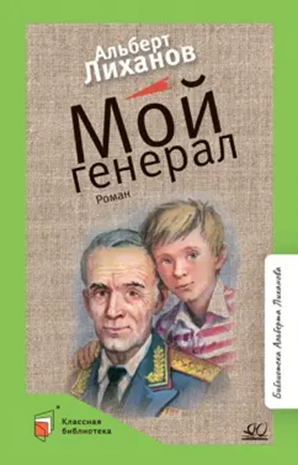 Альберт
Лиханов
Мой
генерал
Роман
Библиотека Альберта Лиханова
Классная
библиотека